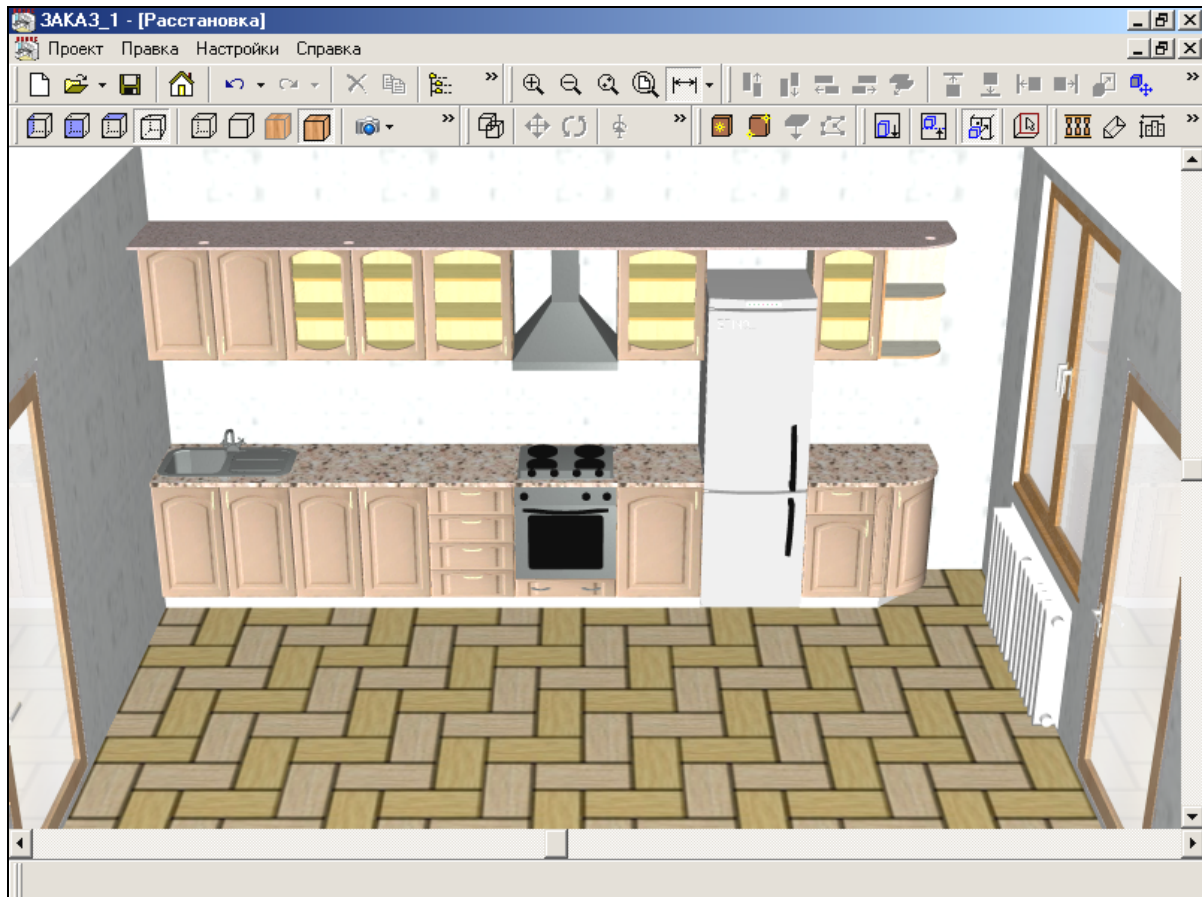 ЗАКАЗ_1 - [Расстановка]
Проект Правка Настройки Справка